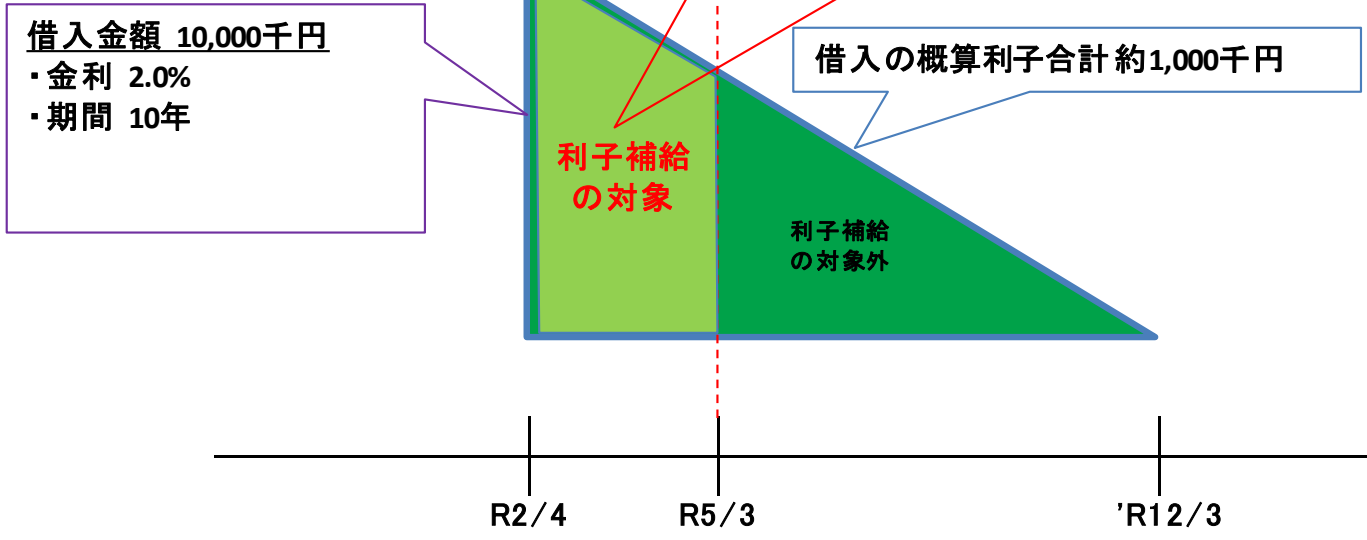 借入金額 10,000千円
・金利 2.0%
・期間 10年
借入の概算利子合計 約1,000千円
利子補給
の対象
利子補給
の対象外
R2/4
R5/3
'R12/3